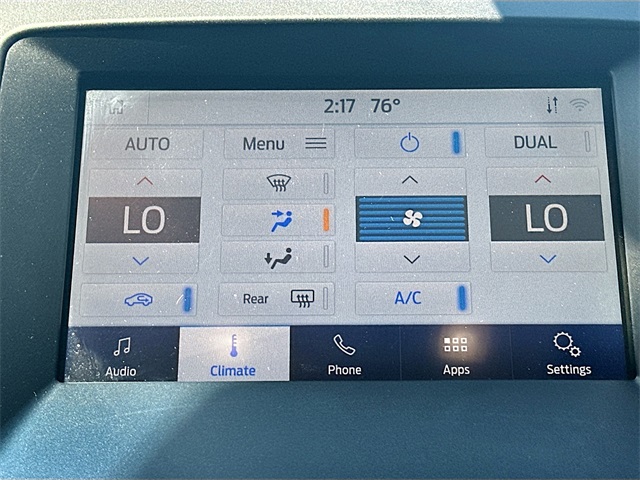 2:17 76°
AUTO Menu DUAL
LO LO
Rear A/C
Audio Climate Phone Apps Settings